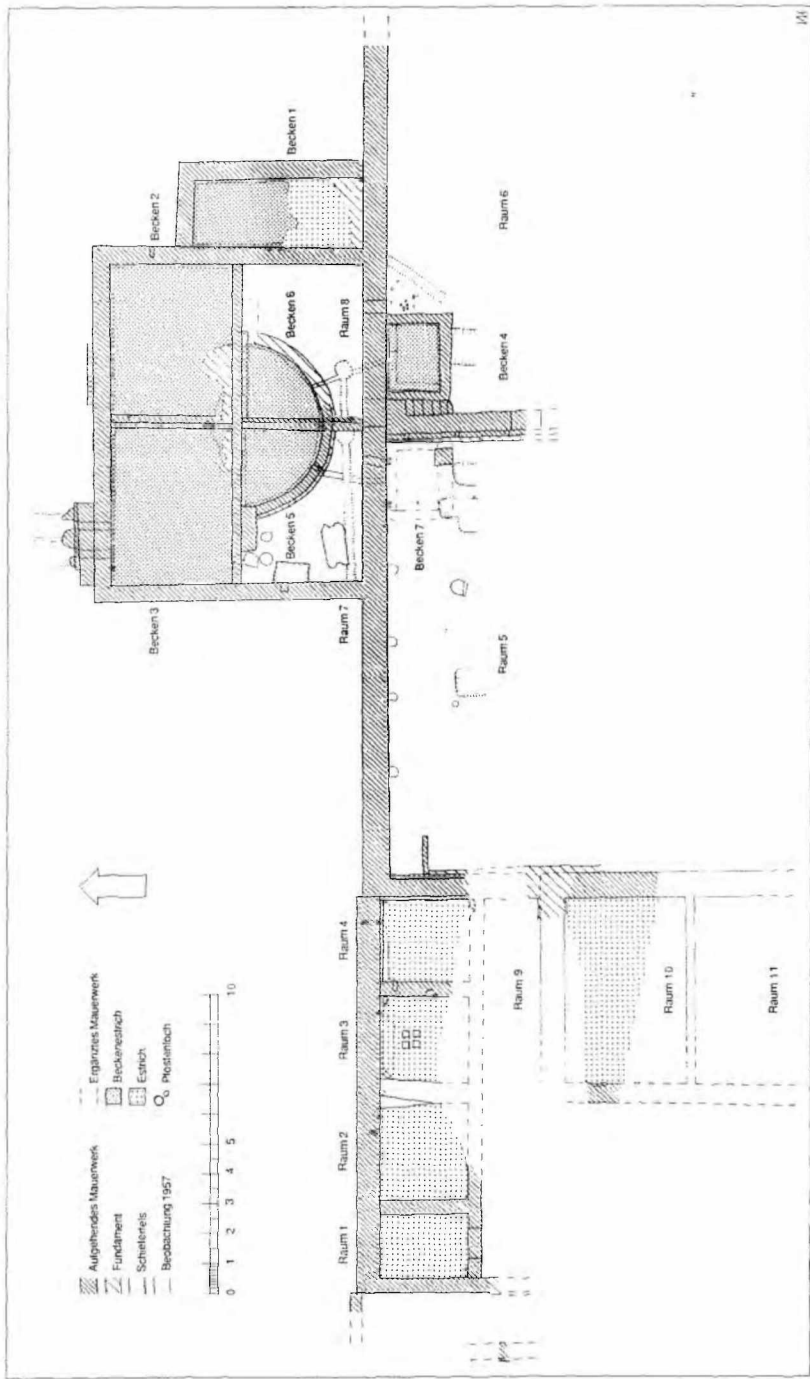 Aufgehendes Mauerwerk
Fundament
Schieferfels
Beobachtung 1957
Ergänztes Mauerwerk
Beckenestrich
Estrich
Pfostenloch
0 1 2 3 4 5 10
Becken 3
Becken 2
Becken 1
Becken 5
Becken 6
Raum 7
Raum 8
Raum 1
Raum 2
Raum 3
Raum 4
Becken 7
Becken 4
Raum 5
Raum 6
Raum 9
Raum 10
Raum 11